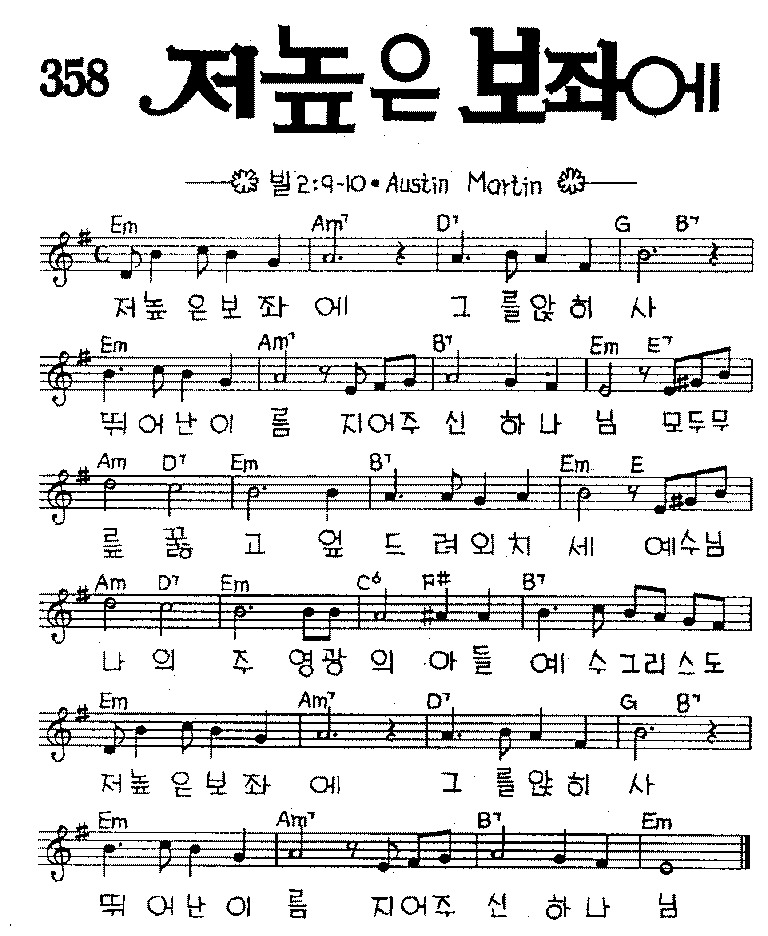 358 저높은 보좌에
빌2:9-10•Austin Martin
Em Am7 D7 G B7
저높은보좌에 그를앉히사
Em Am7 B7 Em E7
뛰어난이름 지어주신 하나님 모두무
Am D7 Em B7 Em E
릎꿇고 엎드려외치세 예수님
Am D7 Em C6 F# B7
나의 주 영광의 아들 예수그리스도
Em Am7 D7 G B7
저높은보좌에 그를앉히사
Em Am7 B7 Em
뛰어난이름 지어주신 하나님